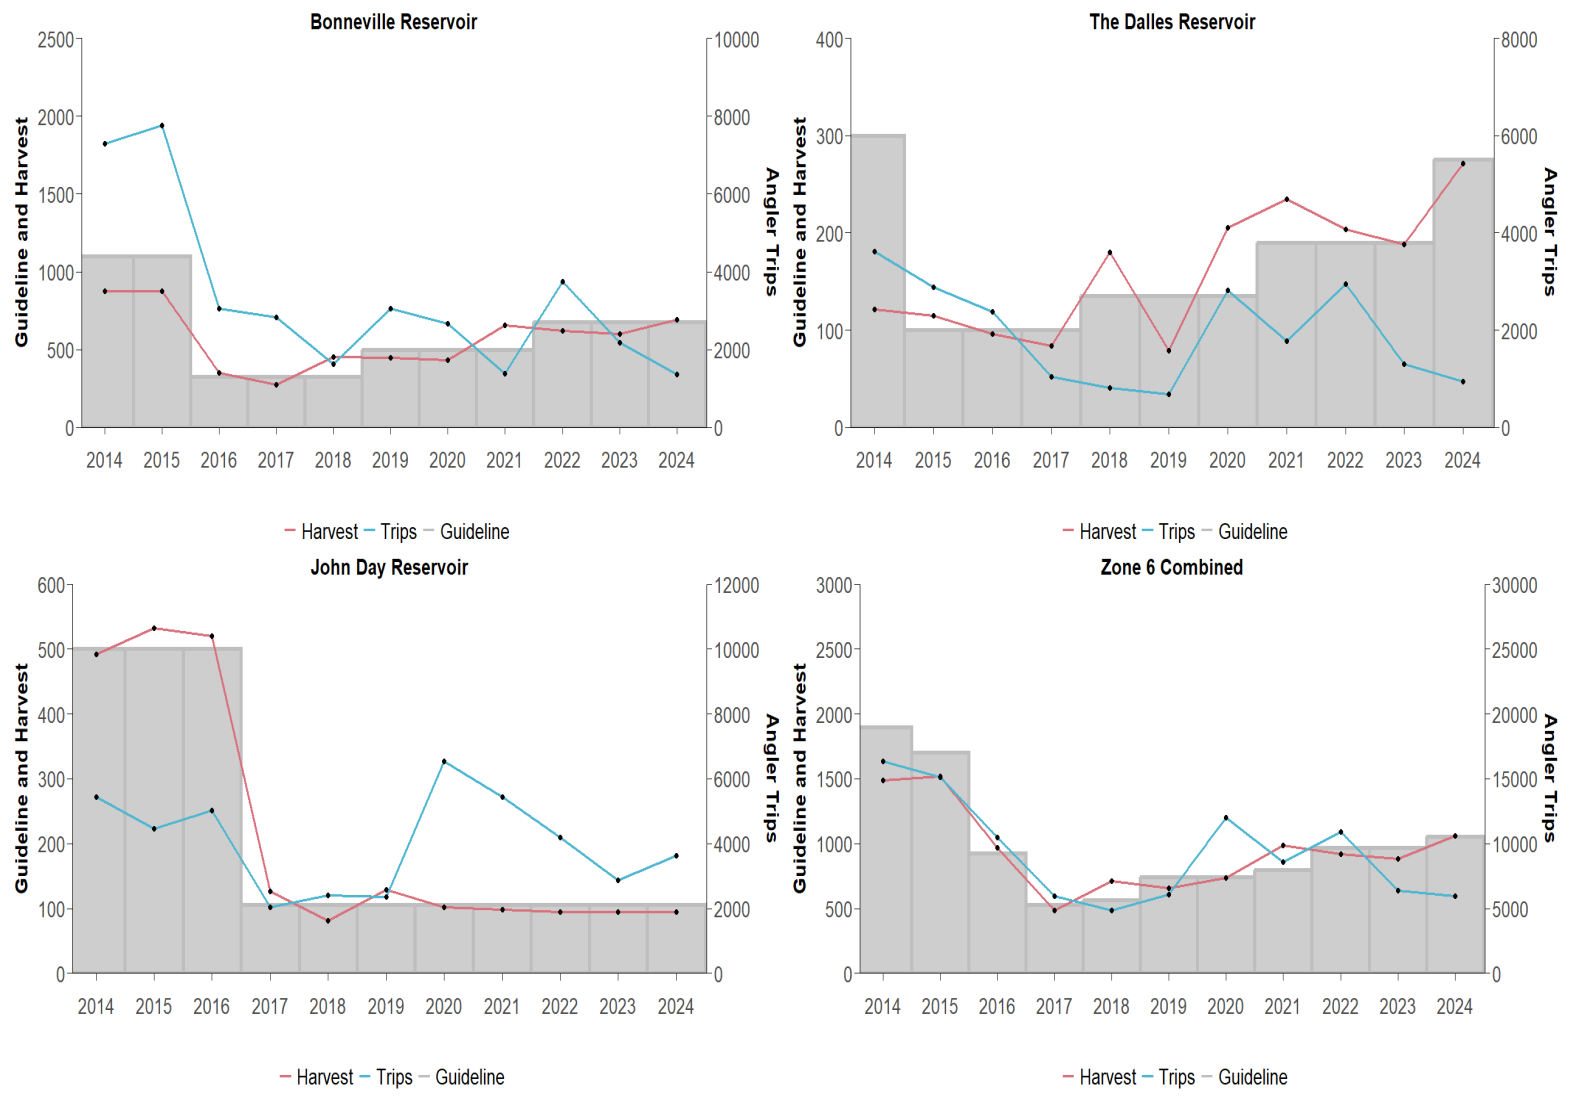 Bonneville Reservoir
Guideline and Harvest
2500
2000
1500
1000
500
0
10000
8000
6000
4000
2000
0
Angler Trips
2014 2015 2016 2017 2018 2019 2020 2021 2022 2023 2024
Harvest Trips Guideline
The Dalles Reservoir
Guideline and Harvest
400
300
200
100
0
8000
6000
4000
2000
0
Angler Trips
2014 2015 2016 2017 2018 2019 2020 2021 2022 2023 2024
Harvest Trips Guideline
John Day Reservoir
Guideline and Harvest
600
500
400
300
200
100
0
12000
10000
8000
6000
4000
2000
0
Angler Trips
2014 2015 2016 2017 2018 2019 2020 2021 2022 2023 2024
Harvest Trips Guideline
Zone 6 Combined
Guideline and Harvest
3000
2500
2000
1500
1000
500
0
30000
25000
20000
15000
10000
5000
0
Angler Trips
2014 2015 2016 2017 2018 2019 2020 2021 2022 2023 2024
Harvest Trips Guideline